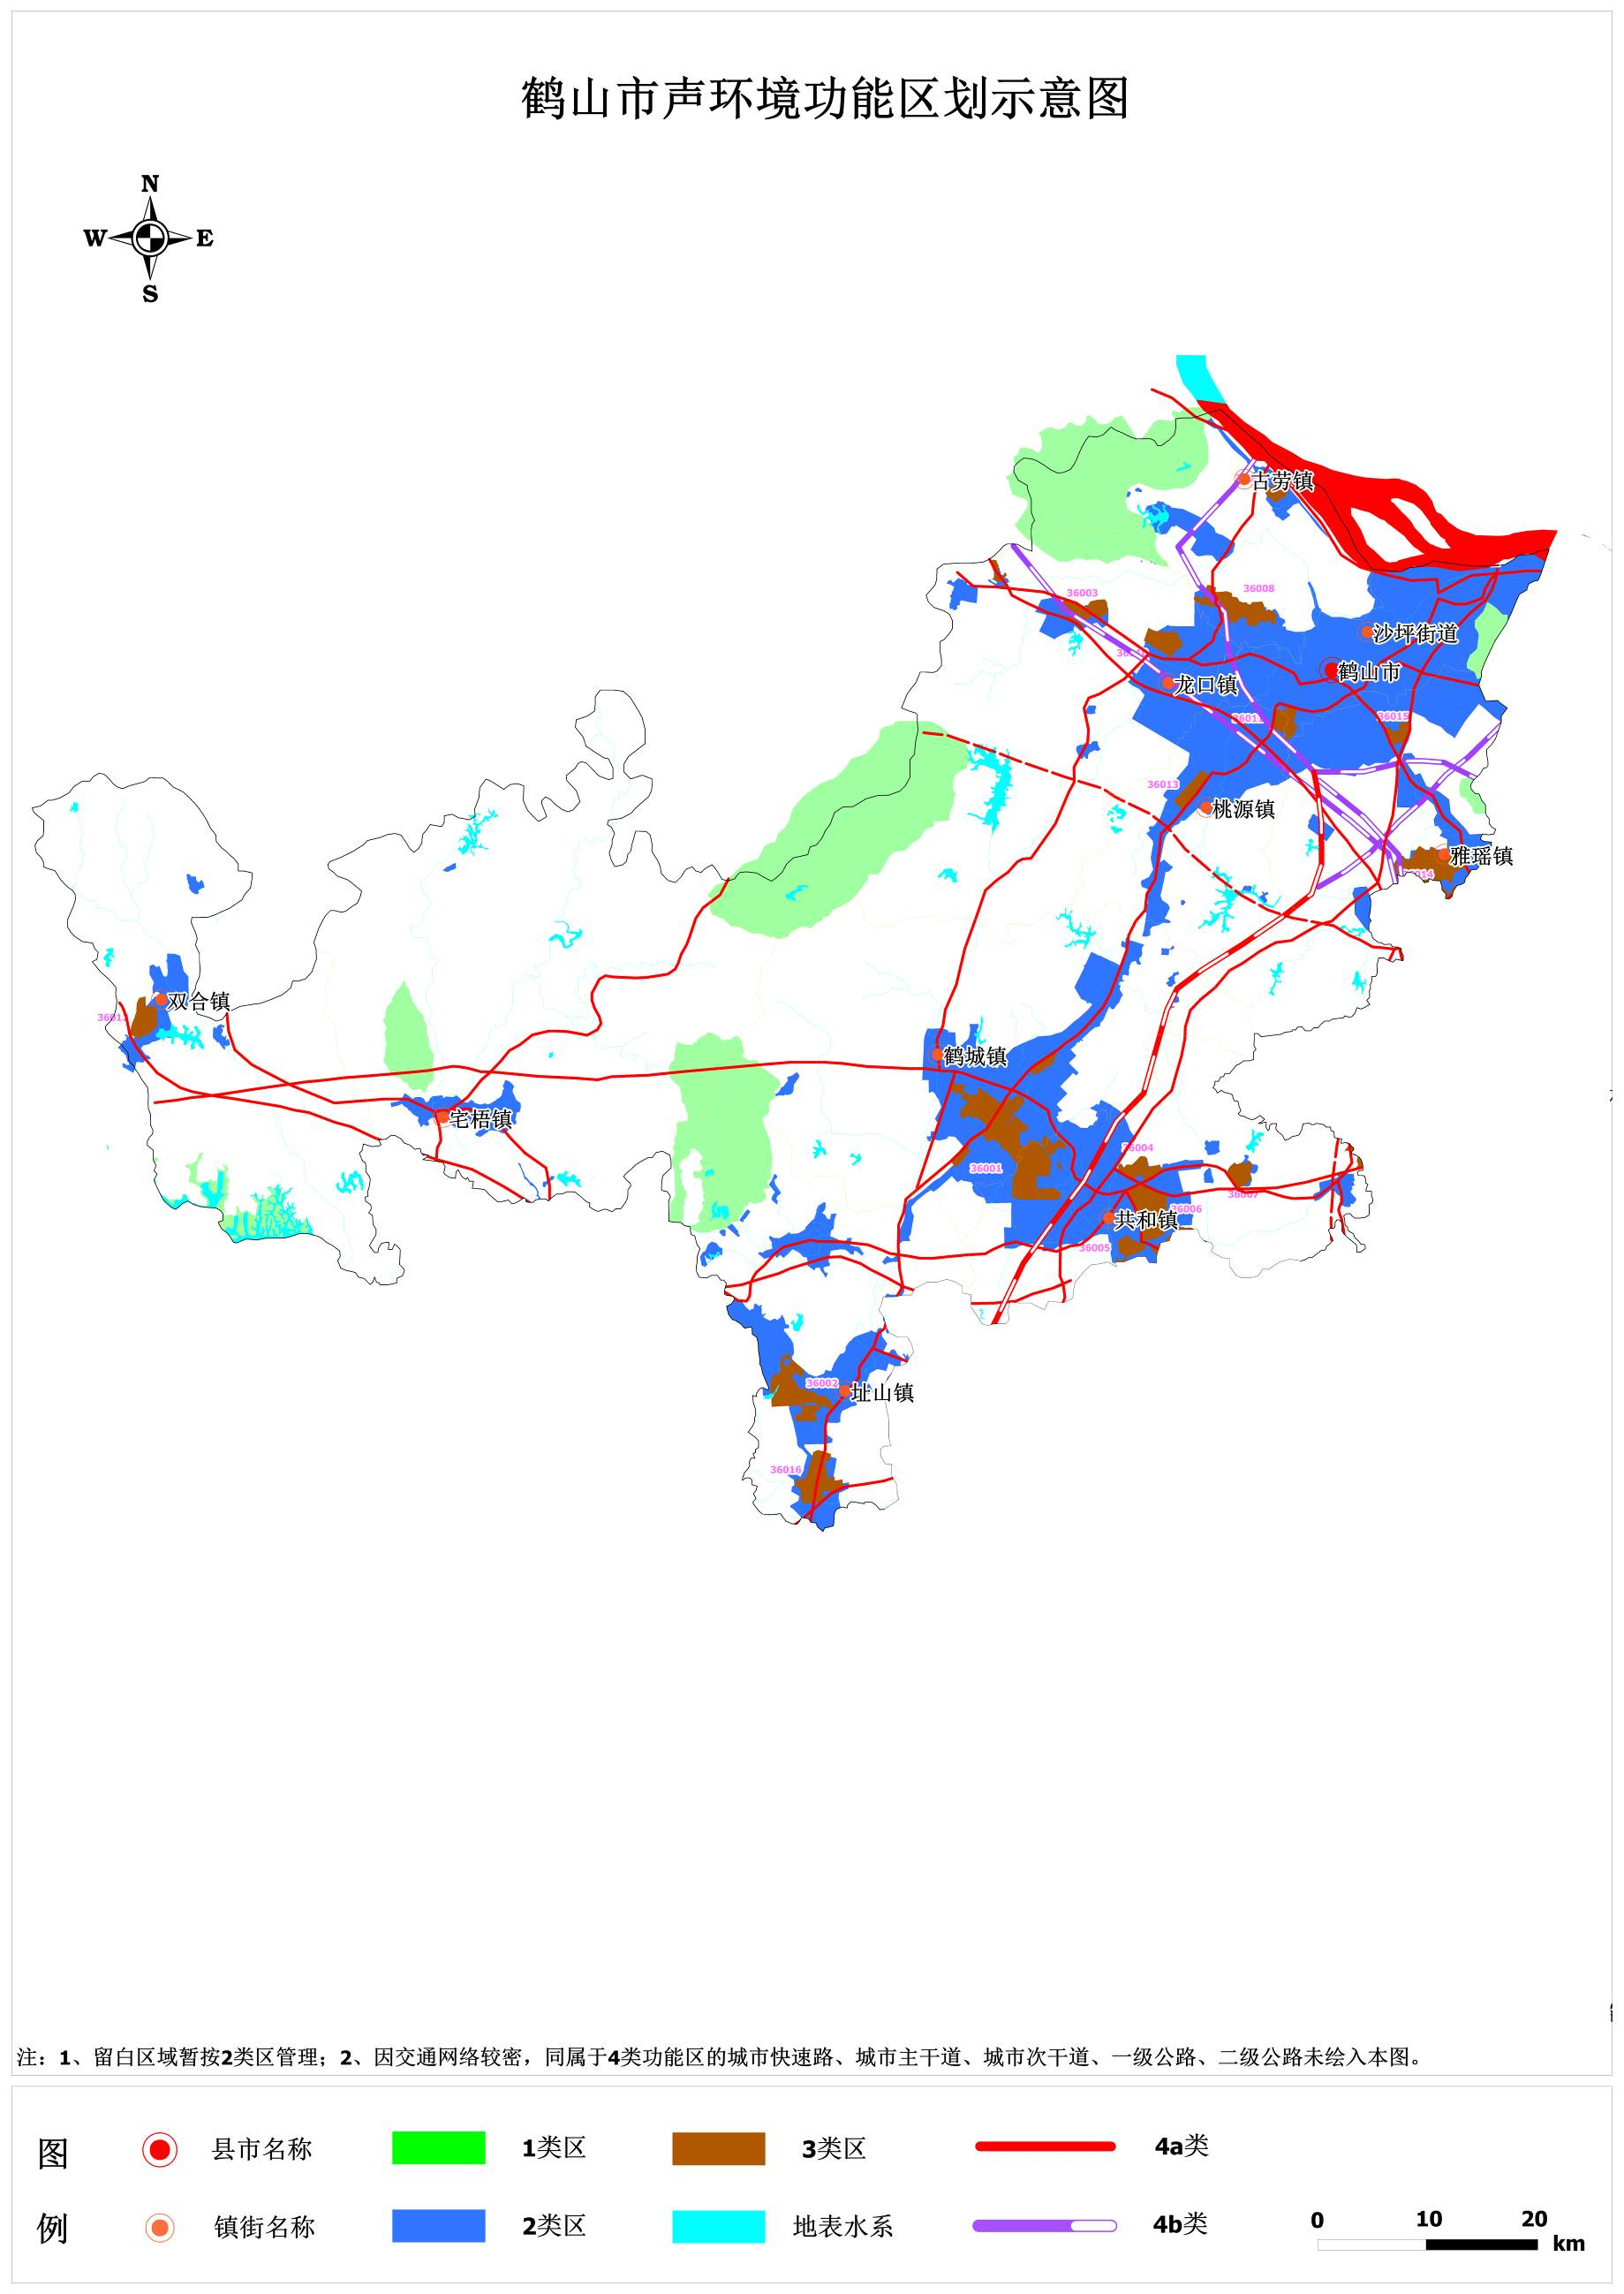 鹤山市声环境功能区划示意图
N
W E
S
古劳镇
36003
36008
沙坪街道
鹤山市
龙口镇
36015
36013
桃源镇
雅瑶镇
双合镇
鹤城镇
宅梧镇
36004
36001
36007
36006
共和镇
36005
36002
址山镇
36016
注：1、留白区域暂按2类区管理；2、因交通网络较密，同属于4类功能区的城市快速路、城市主干道、城市次干道、一级公路、二级公路未绘入本图。
图例
县市名称
1类区
3类区
4a类
镇街名称
2类区
地表水系
4b类
0 10 20
km